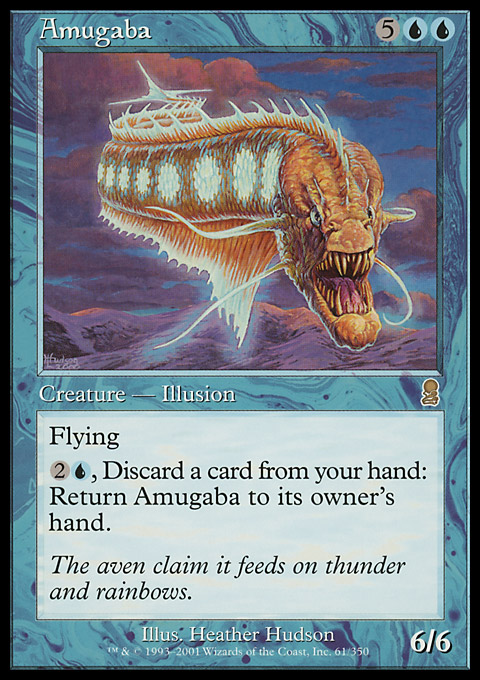 Amugaba 5
Creature — Illusion
Flying
2, Discard a card from your hand:
Return Amugaba to its owner's
hand.
The aven claim it feeds on thunder
and rainbows.
Illus. Heather Hudson
6/6
™ & © 1993–2001 Wizards of the Coast, Inc. 61/350